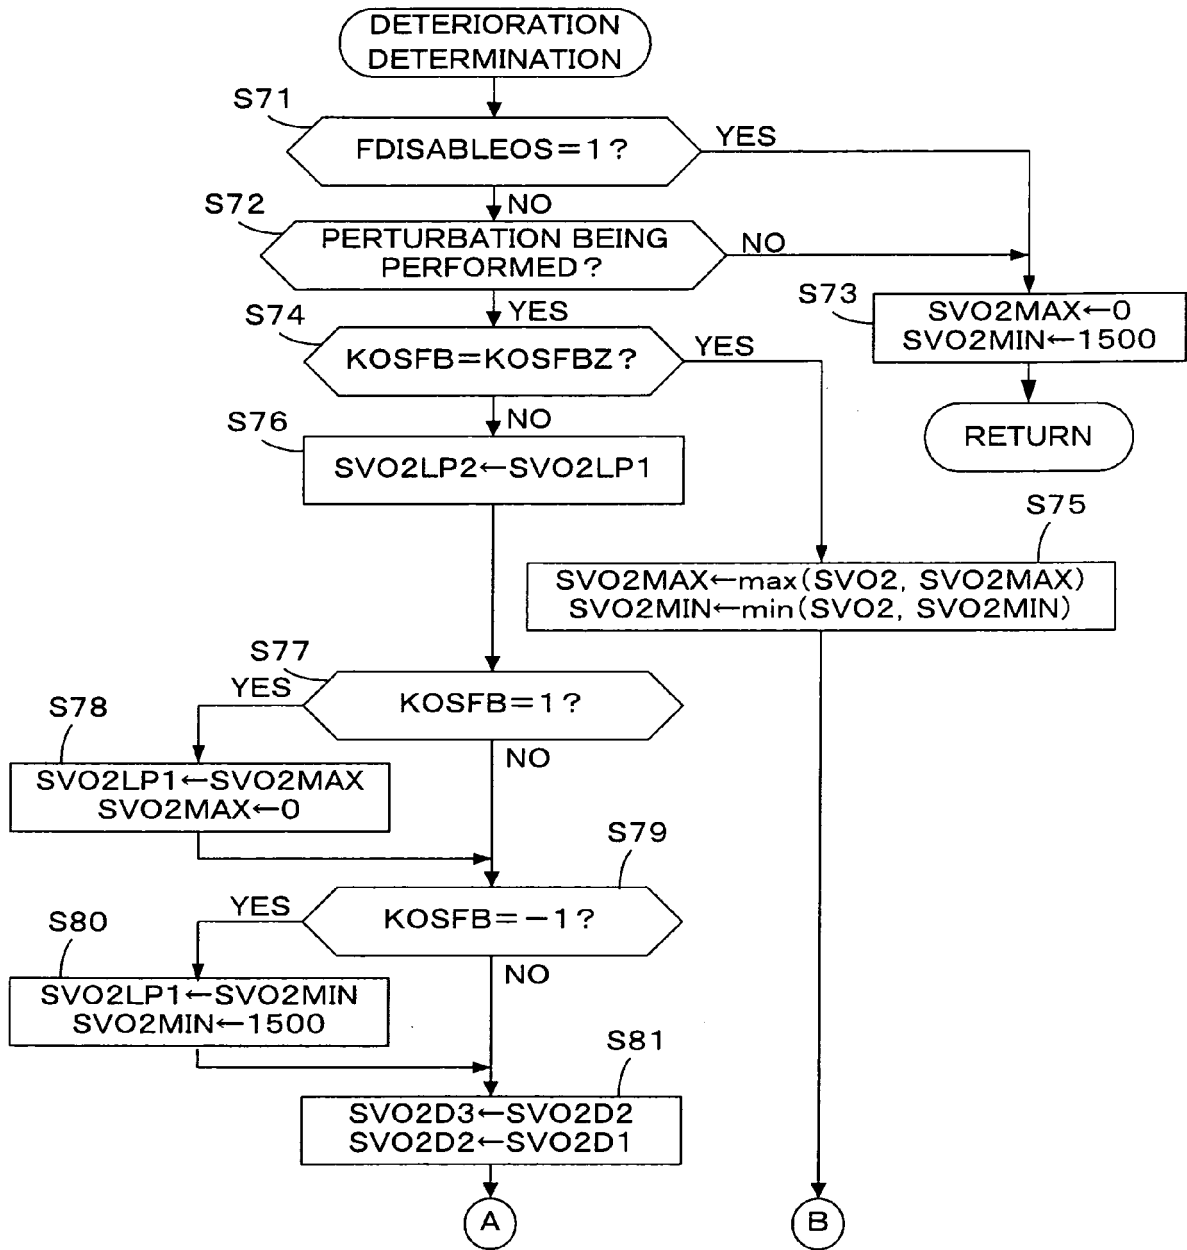 DETERIORATION
DETERMINATION
S71
FDISABLEOS=1?
YES
NO
S72
PERTURBATION BEING
PERFORMED?
NO
YES
S73
SVO2MAX←0
SVO2MIN←1500
RETURN
S74
KOSFB=KOSFBZ?
YES
NO
S76
SVO2LP2←SVO2LP1
S75
SVO2MAX←max(SVO2, SVO2MAX)
SVO2MIN←min(SVO2, SVO2MIN)
S77
KOSFB=1?
YES
NO
S78
SVO2LP1←SVO2MAX
SVO2MAX←0
S79
KOSFB=-1?
YES
NO
S80
SVO2LP1←SVO2MIN
SVO2MIN←1500
S81
SVO2D3←SVO2D2
SVO2D2←SVO2D1
A
B